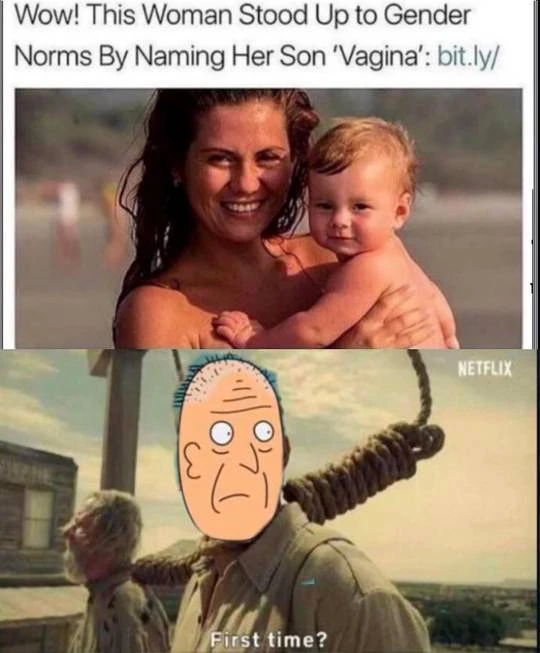 Wow! This Woman Stood Up to Gender
Norms By Naming Her Son 'Vagina': bit.ly/
NETFLIX
First time?